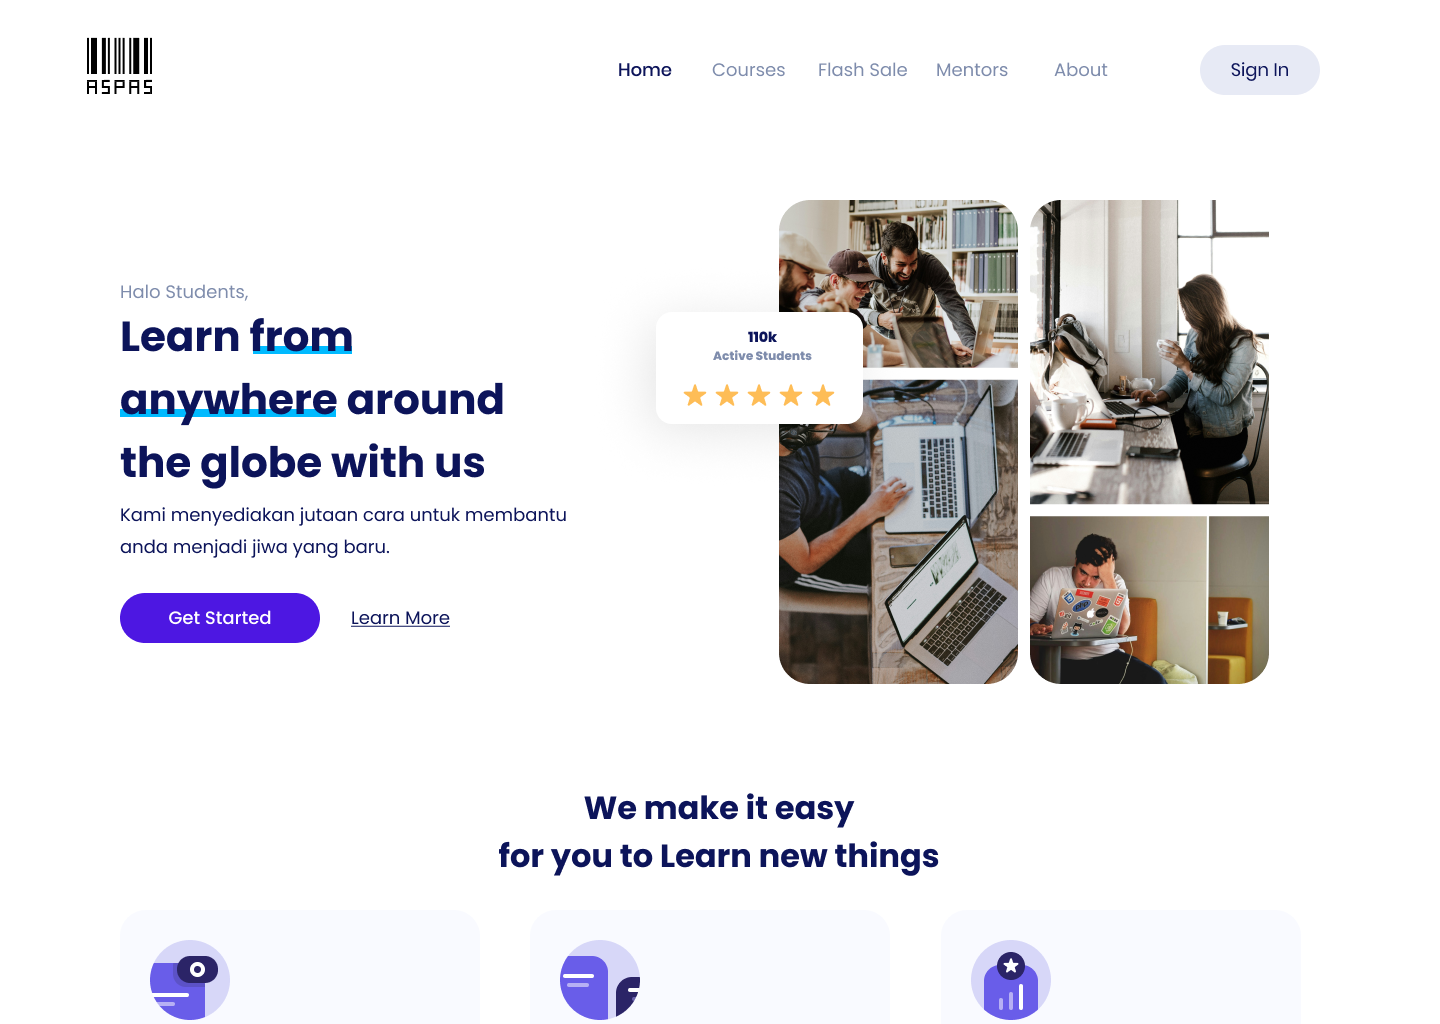 ASPAS
Home Courses Flash Sale Mentors About Sign In
Halo Students,
Learn from
anywhere around
the globe with us
Kami menyediakan jutaan cara untuk membantu
anda menjadi jiwa yang baru.
Get Started Learn More
110k
Active Students
We make it easy
for you to Learn new things